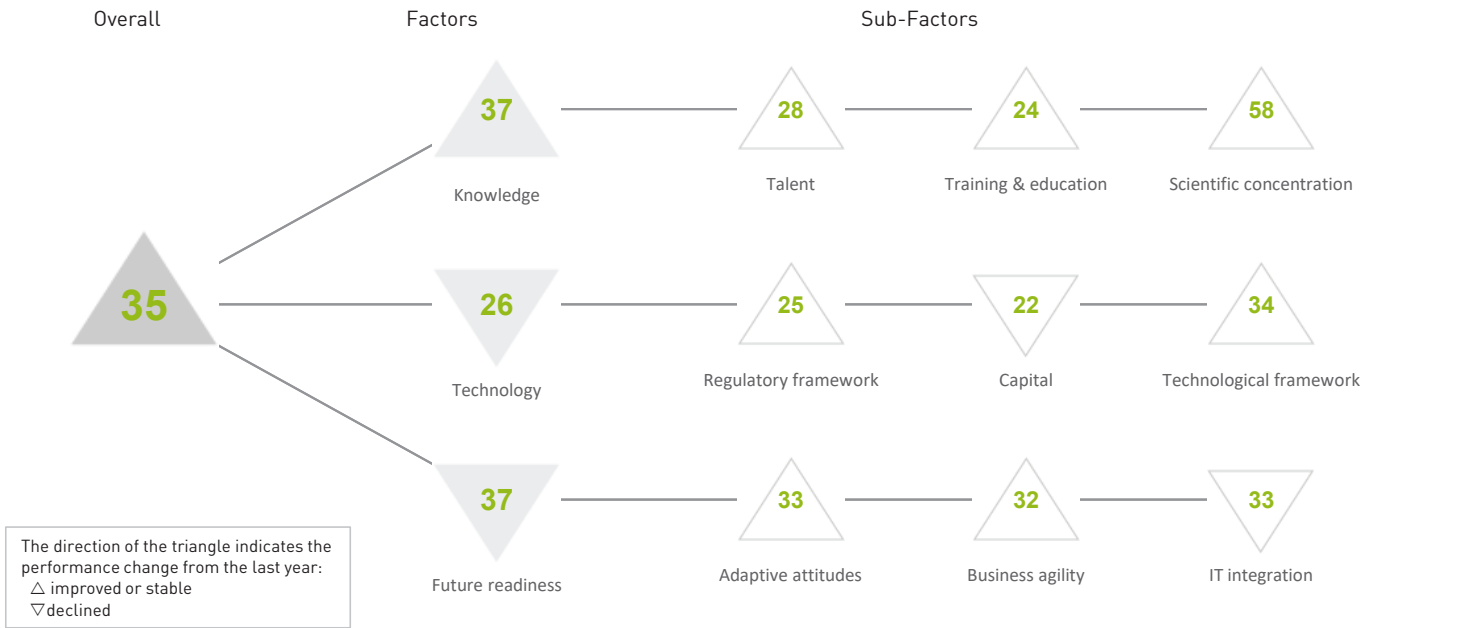 Overall
Factors
Sub-Factors
37
28
24
58
Knowledge
Talent
Training & education
Scientific concentration
35
26
25
22
34
Technology
Regulatory framework
Capital
Technological framework
37
33
32
33
Future readiness
Adaptive attitudes
Business agility
IT integration
The direction of the triangle indicates the
performance change from the last year:
△ improved or stable
▽ declined